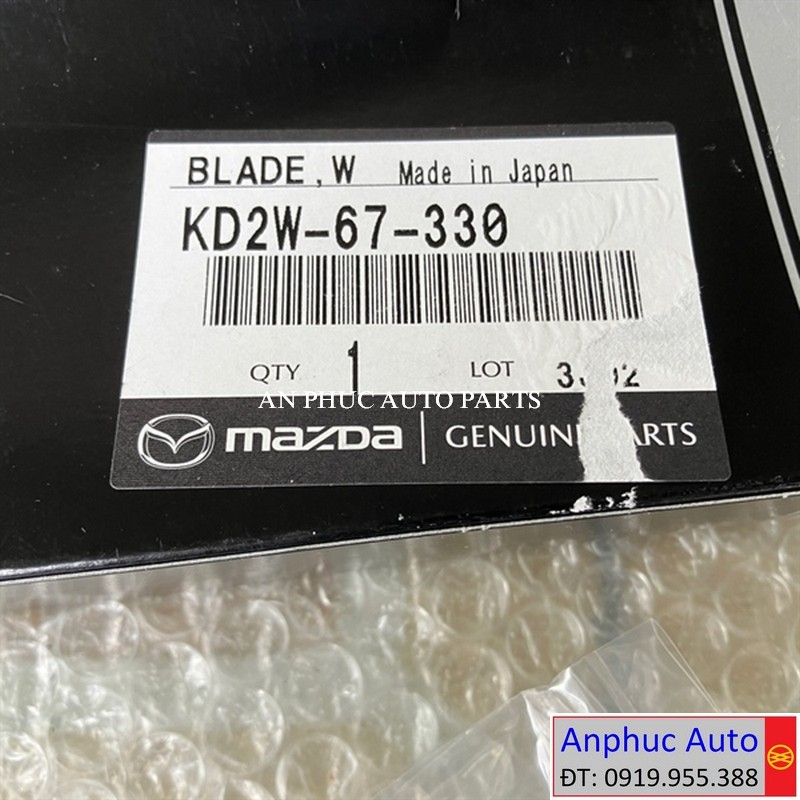 BLADE,W Made in Japan
KD2W-67-330
QTY 1 LOT
AN PHUC AUTO PARTS
mazda GENUINE PARTS
Anphuc Auto
ĐT: 0919.955.388